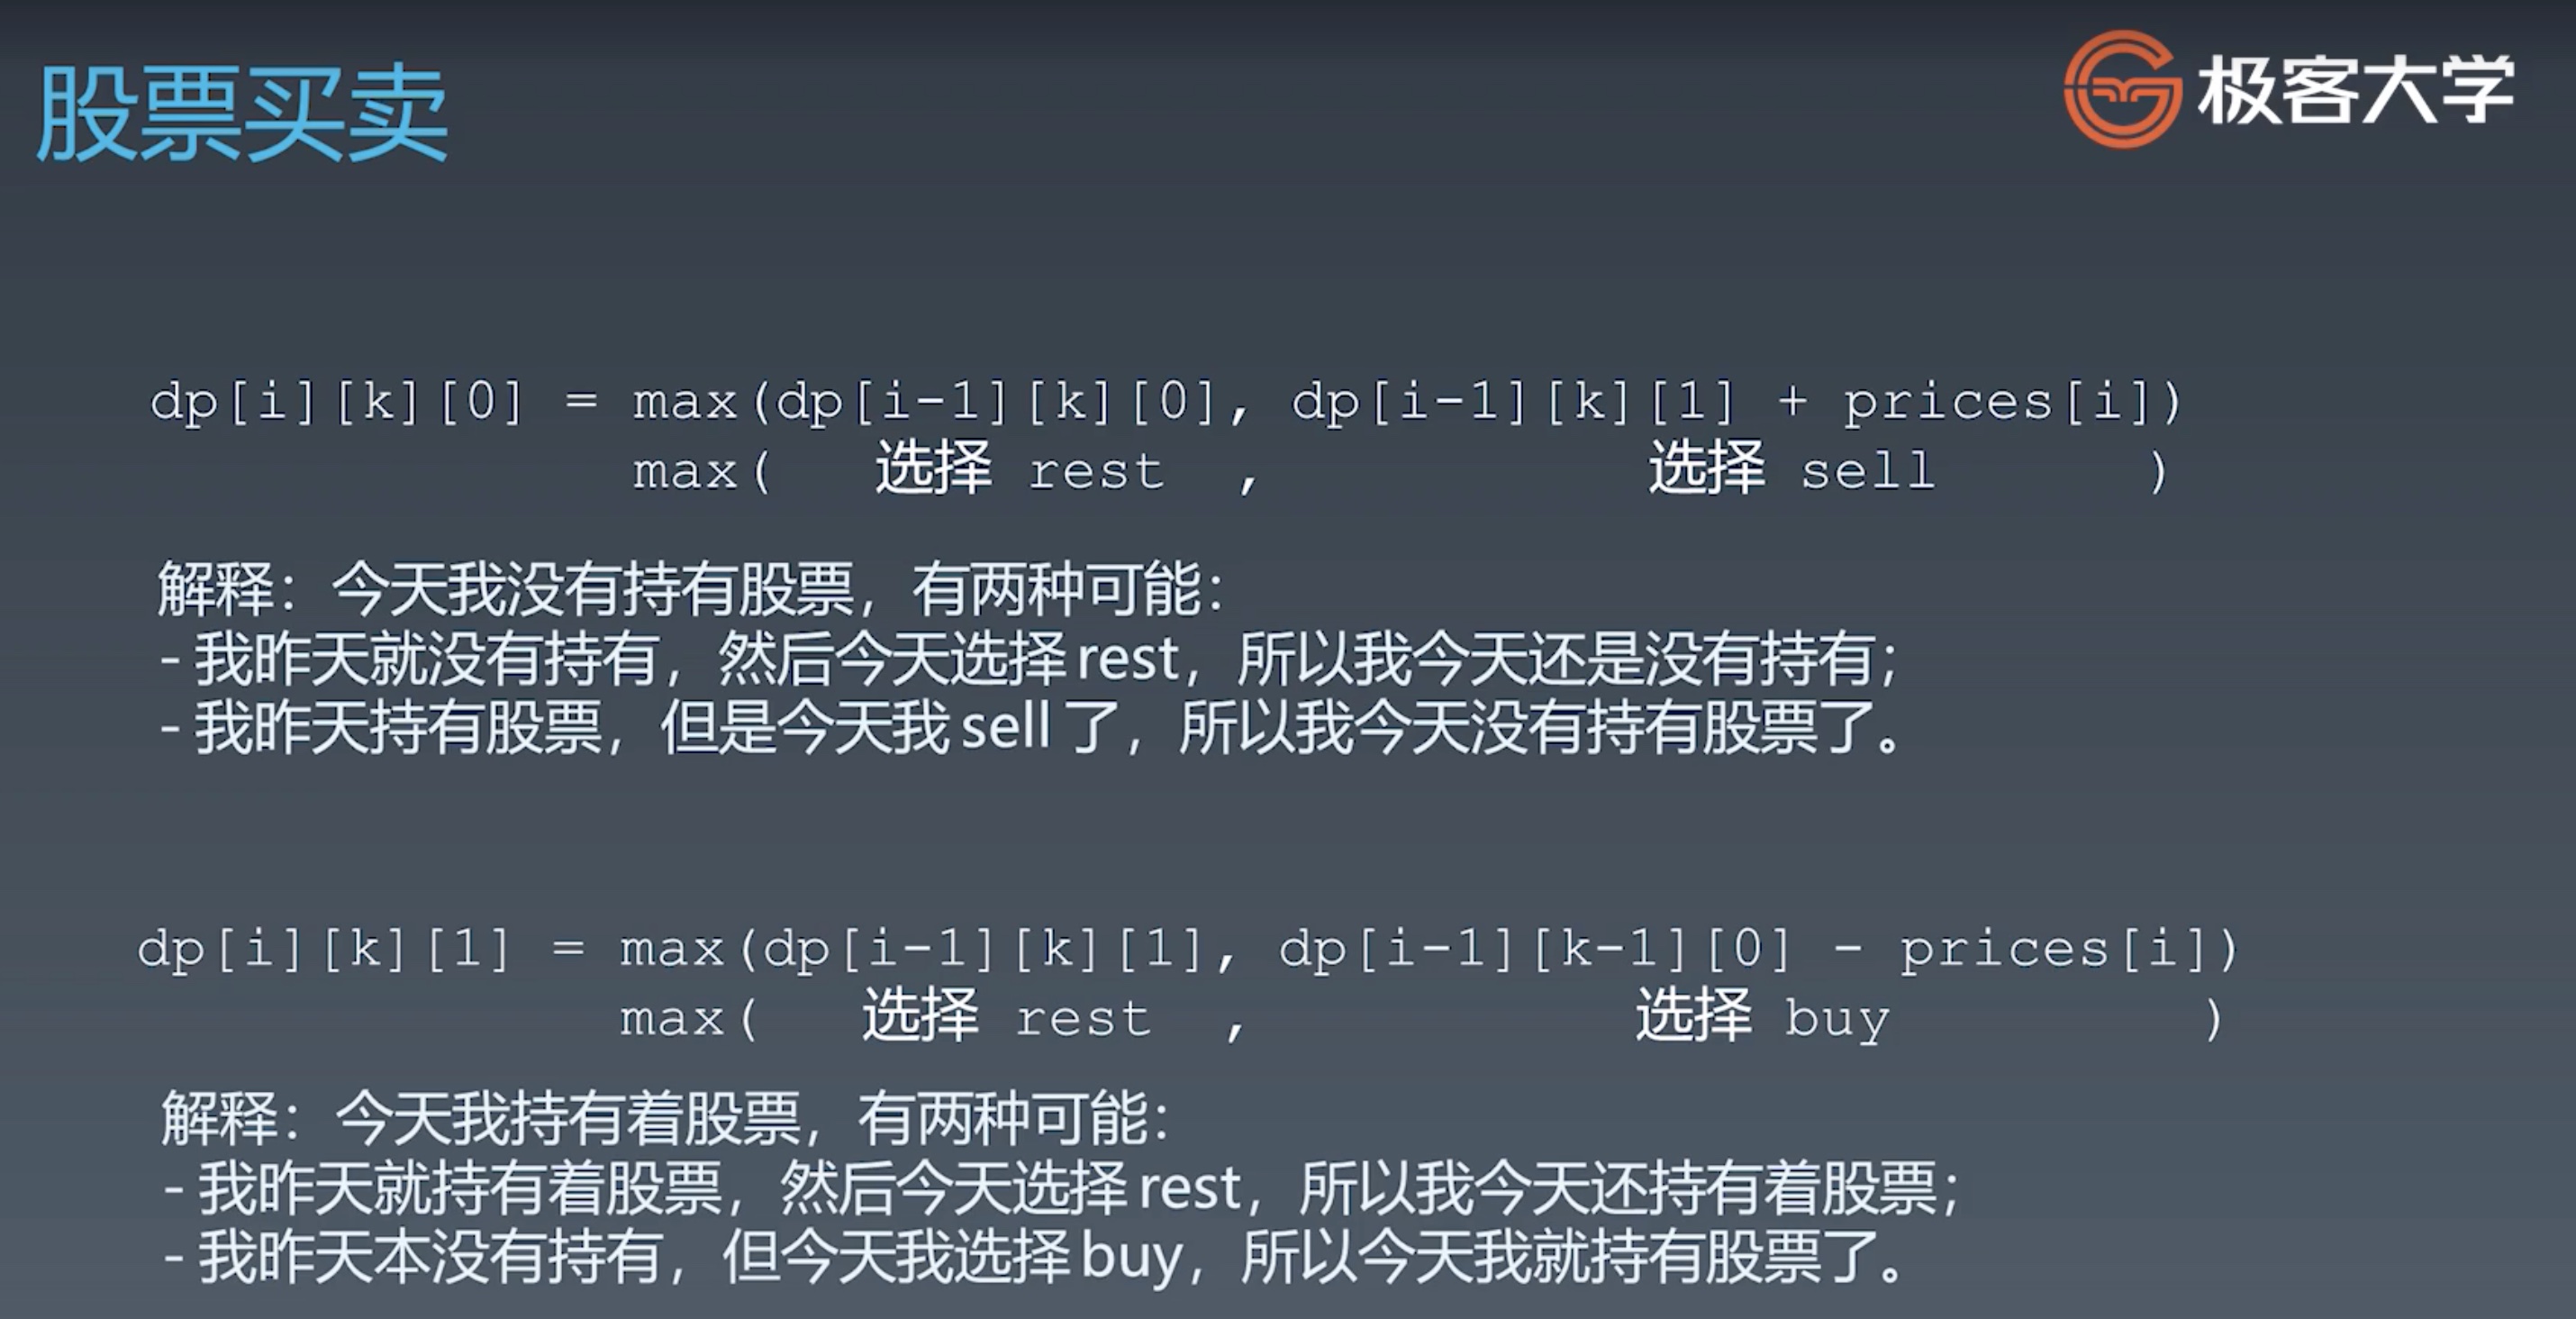 股票买卖
极客大学
dp[i][k][0] = max(dp[i-1][k][0], dp[i-1][k][1] + prices[i])
max( 选择 rest , 选择 sell )
解释：今天我没有持有股票，有两种可能：
- 我昨天就没有持有，然后今天选择 rest，所以我今天还是没有持有；
- 我昨天持有股票，但是今天我 sell 了，所以我今天没有持有股票了。
dp[i][k][1] = max(dp[i-1][k][1], dp[i-1][k-1][0] - prices[i])
max( 选择 rest , 选择 buy )
解释：今天我持有着股票，有两种可能：
- 我昨天就持有着股票，然后今天选择 rest，所以我今天还持有着股票；
- 我昨天本没有持有，但今天我选择 buy，所以今天我就持有股票了。